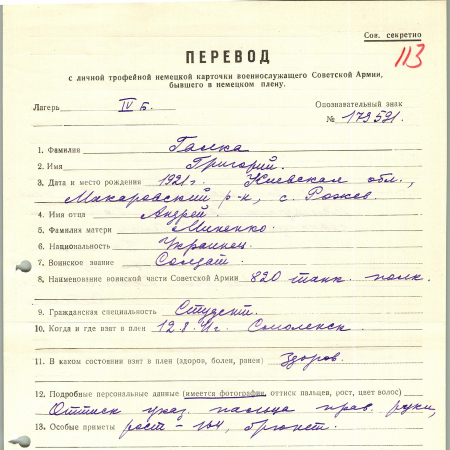 Сов. секретно
113
ПЕРЕВОД
с личной трофейной немецкой карточки военнослужащего Советской Армии,
бывшего в немецком плену.
Лагерь IV Б. Опознавательный знак
№ 179521.
1. Фамилия Галка
2. Имя Григорий.
3. Дата и место рождения 1921 г. Киевская обл.,
Макаровский р-н, с. Рожев.
4. Имя отца Андрей.
5. Фамилия матери Миненко.
6. Национальность Украинец.
7. Воинское звание Солдат.
8. Наименование воинской части Советской Армии 820 танк. полк.
9. Гражданская специальность Студент.
10. Когда и где взят в плен 12.8.41г. Смоленск.
11. В каком состоянии взят в плен (здоров, болен, ранен) Здоров.
12. Подробные персональные данные (имеется фотография, оттиск пальцев, рост, цвет волос)
Оттиск указ. пальца прав. руки,
13. Особые приметы рост - 164, брюнет.